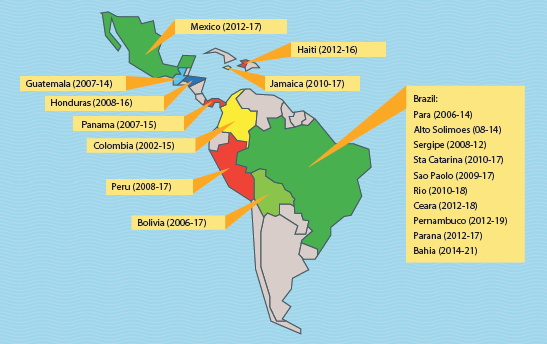 Mexico (2012-17)
Haiti (2012-16)
Guatemala (2007-14)
Jamaica (2010-17)
Honduras (2008-16)
Panama (2007-15)
Colombia (2002-15)
Peru (2008-17)
Bolivia (2006-17)
Brazil:
Para (2006-14)
Alto Solimoes (08-14)
Sergipe (2008-12)
Sta Catarina (2010-17)
Sao Paolo (2009-17)
Rio (2010-18)
Ceara (2012-18)
Pernambuco (2012-19)
Parana (2012-17)
Bahia (2014-21)